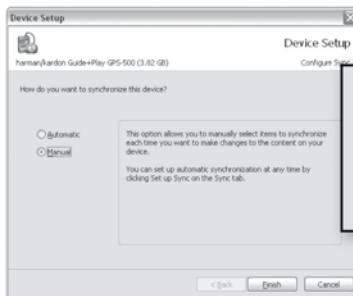 Device Setup
Device Setup
harman/kardon Guide+Play GPS-500 (3.82 GB)
Configure Sync
How do you want to synchronize this device?
Automatic
Manual
This option allows you to manually select items to synchronize
each time you want to make changes to the content on your
device.
You can set up automatic synchronization at any time by
clicking Set up Sync on the Sync tab.
< Back
Finish
Cancel